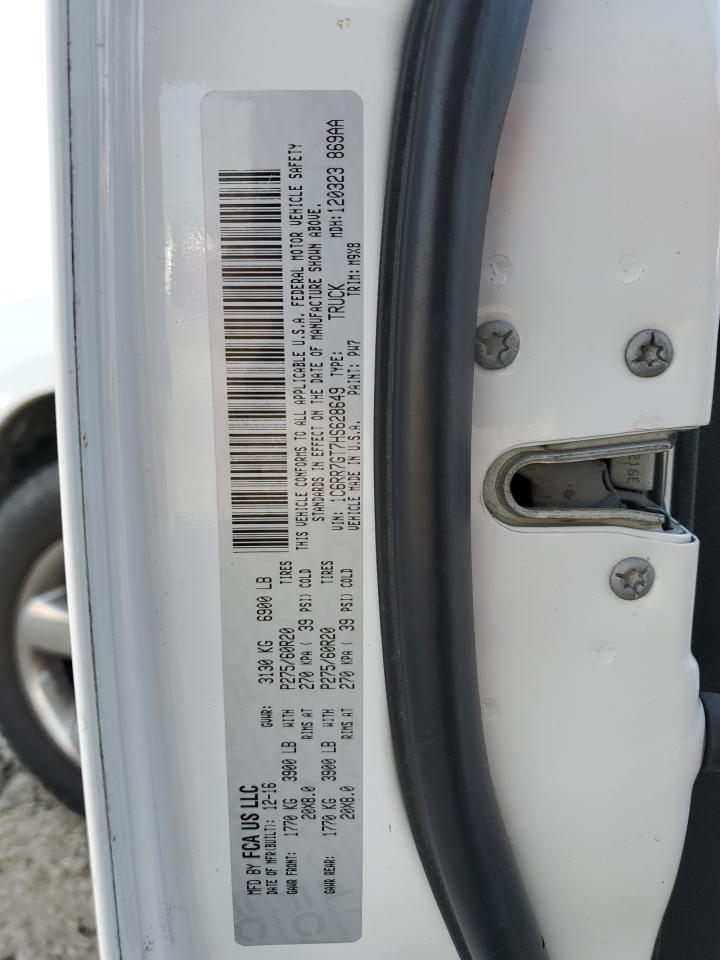 MFD BY FCA US LLC
DATE OF MFR(BUILT): 12-16 GVWR: 3130 KG 6900 LB
GAWR FRONT: 1770 KG 3900 LB WITH P275/60R20 TIRES
20X8.0 RIMS AT 270 KPA ( 39 PSI) COLD
GAWR REAR: 1770 KG 3900 LB WITH P275/60R20 TIRES
20X8.0 RIMS AT 270 KPA ( 39 PSI) COLD
THIS VEHICLE CONFORMS TO ALL APPLICABLE U.S.A. FEDERAL MOTOR VEHICLE SAFETY
STANDARDS IN EFFECT ON THE DATE OF MANUFACTURE SHOWN ABOVE.
VIN: 1C6RR7GT7HS628649 TYPE: TRUCK MDH:120323 869AA
VEHICLE MADE IN U.S.A. PAINT: PW7 TRIM: M9X8